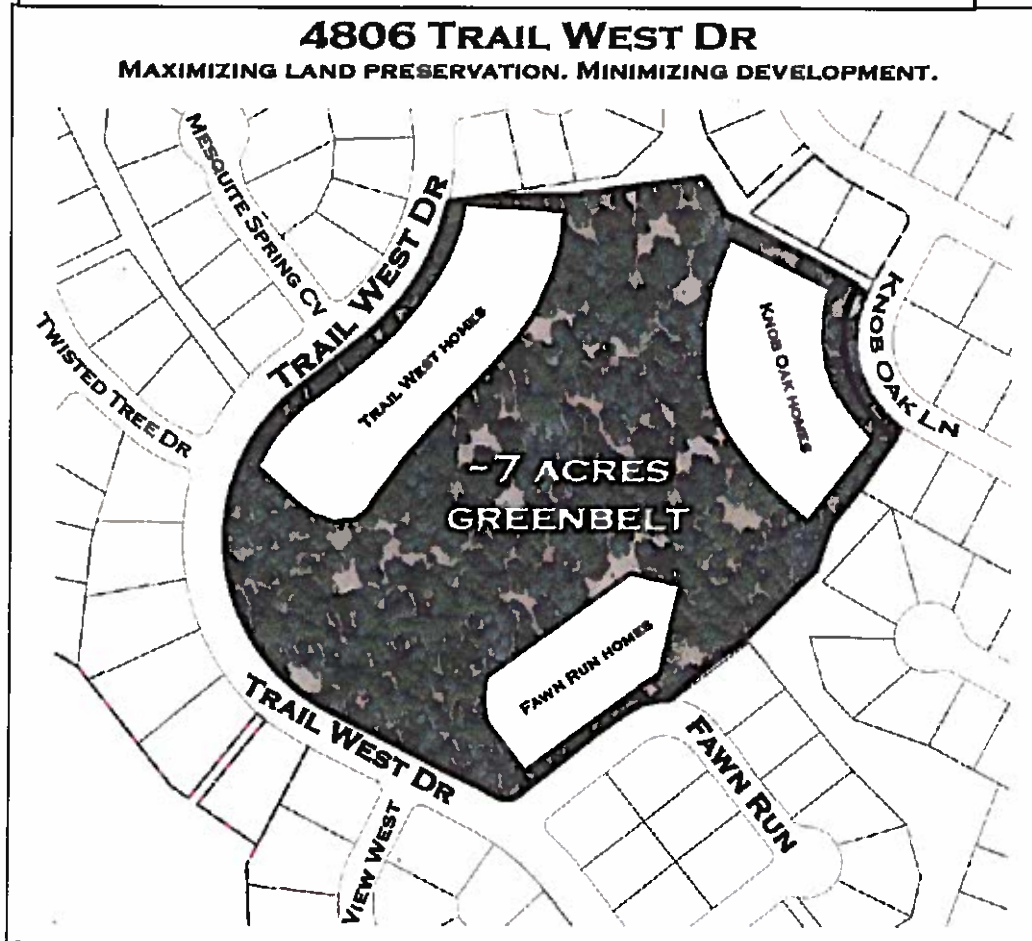 4806 Trail West Dr
Maximizing land preservation. Minimizing development.
Mesquite Spring Cv
Trail West Dr
Twisted Tree Dr
Trail West homes
Knob Oak homes
Knob Oak Ln
~7 acres
greenbelt
Fawn Run homes
Trail West Dr
Fawn Run
View West